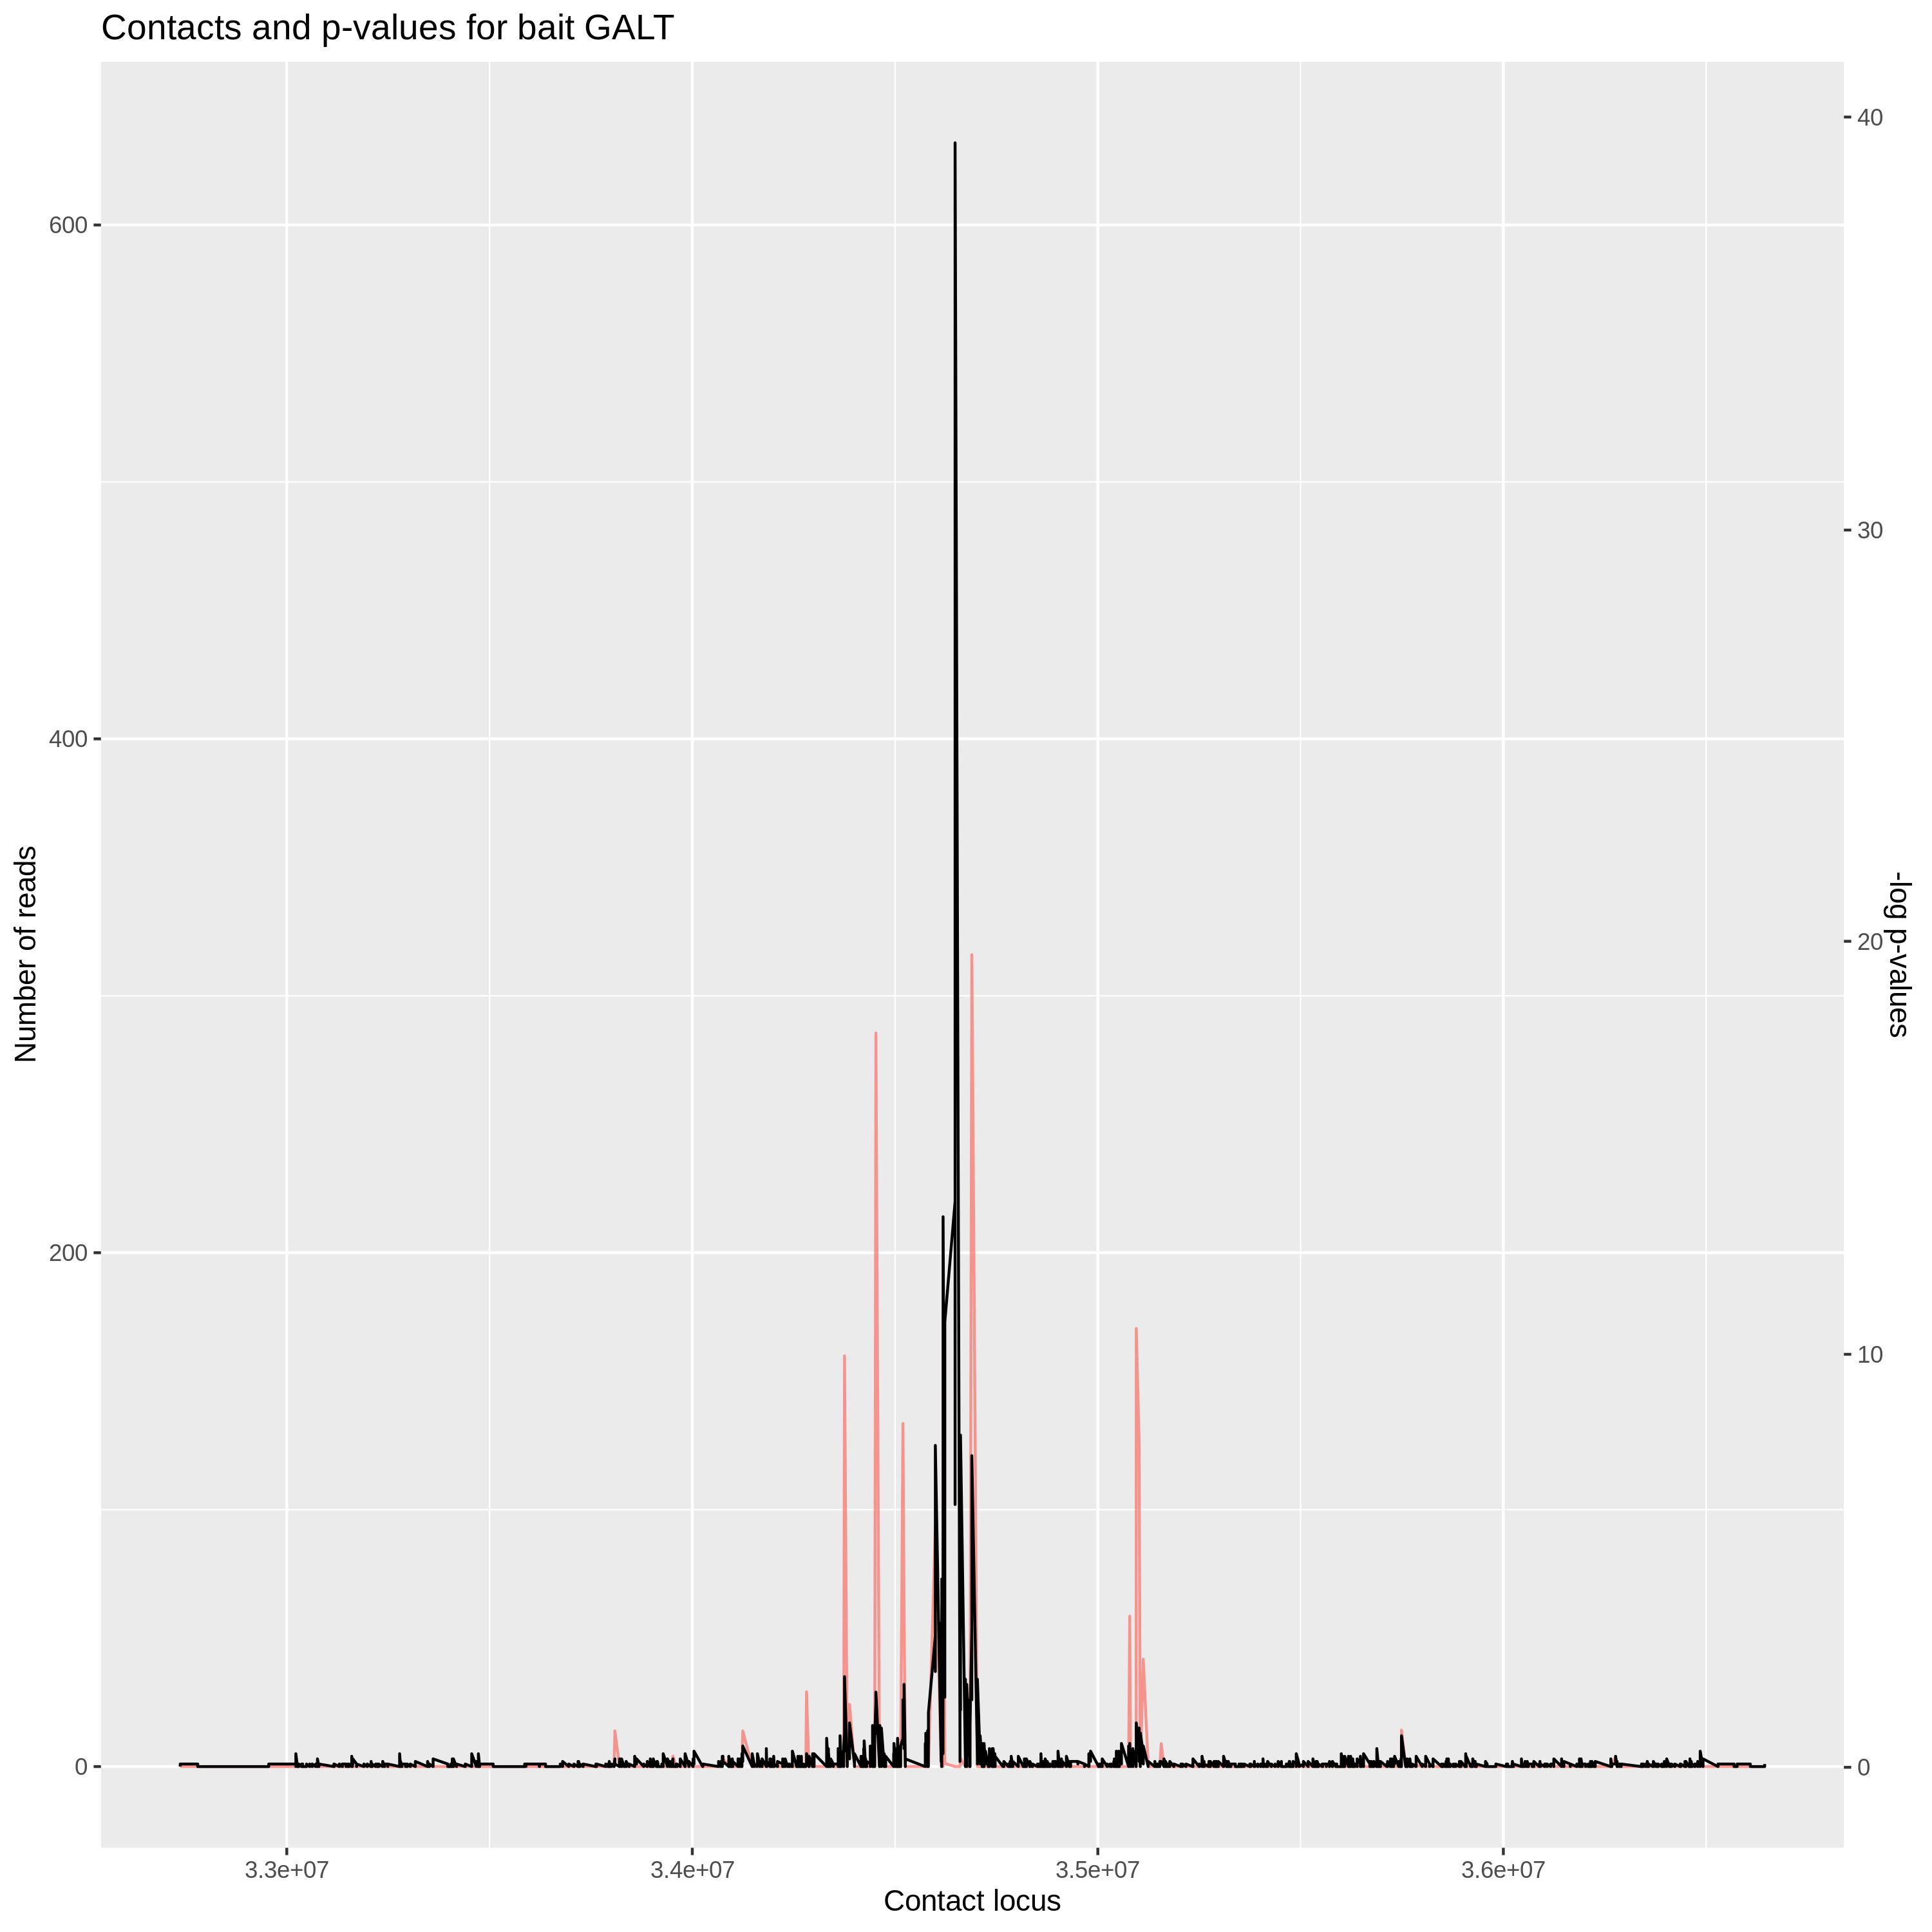 Contacts and p-values for bait GALT
Number of reads
600
400
200
0
40
30
20
10
0
-log p-values
3.3e+07 3.4e+07 3.5e+07 3.6e+07
Contact locus